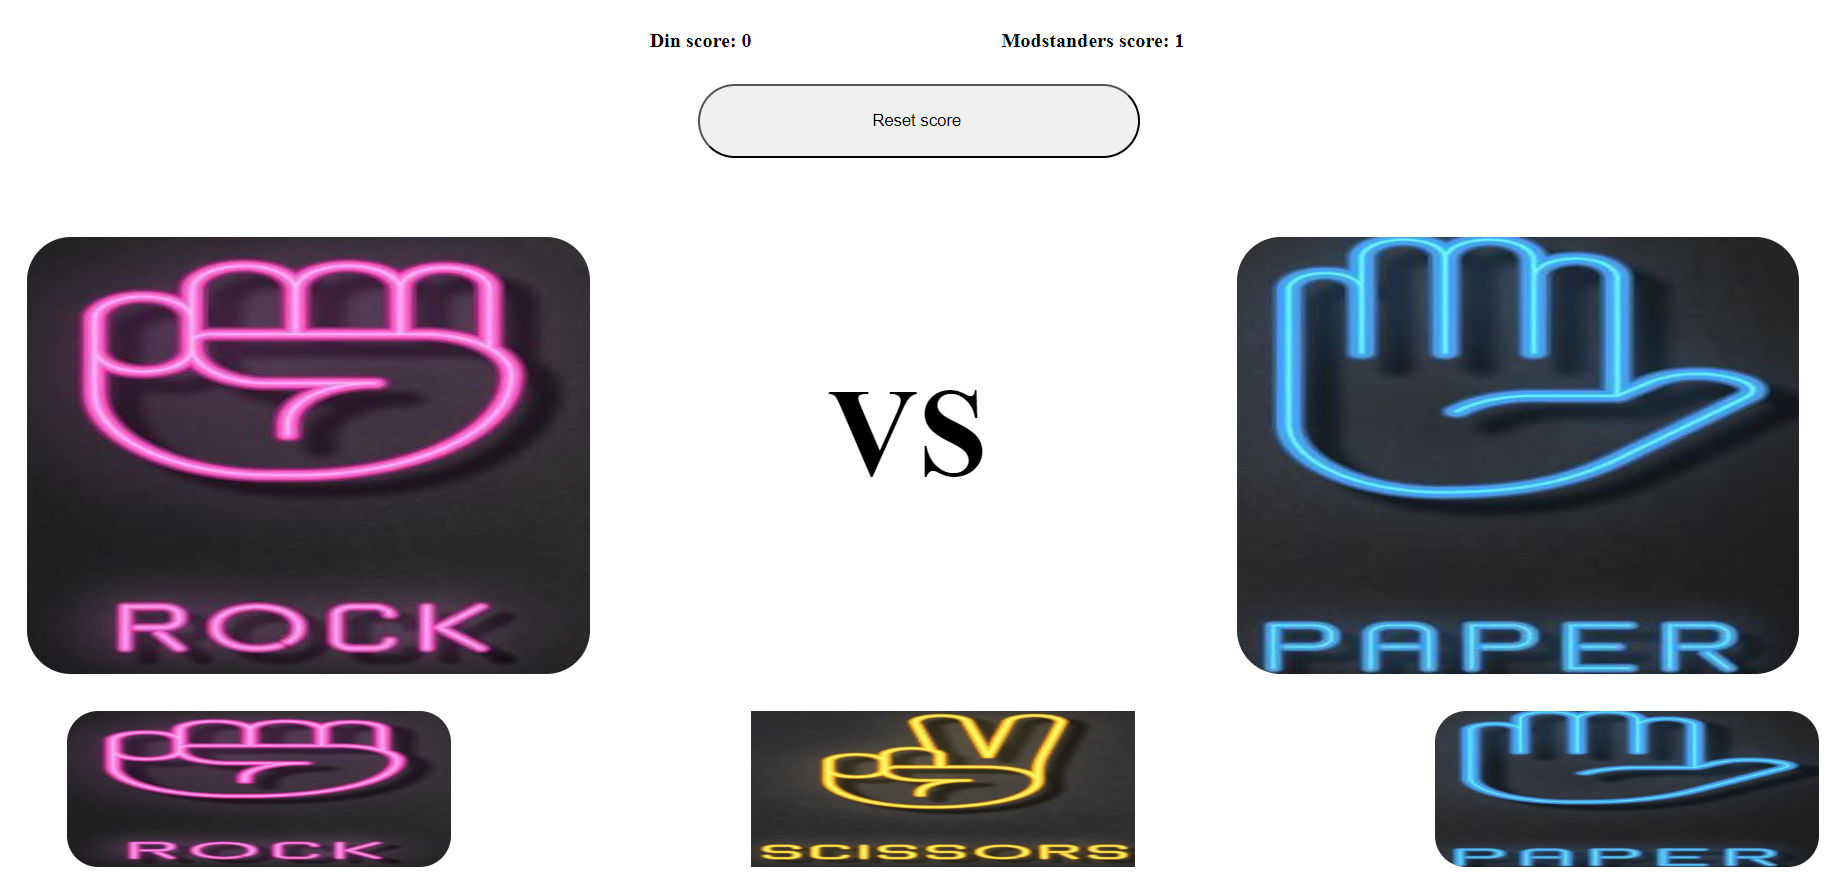 Din score: 0 Modstanders score: 1
Reset score
VS
ROCK
PAPER
ROCK
SCISSORS
PAPER